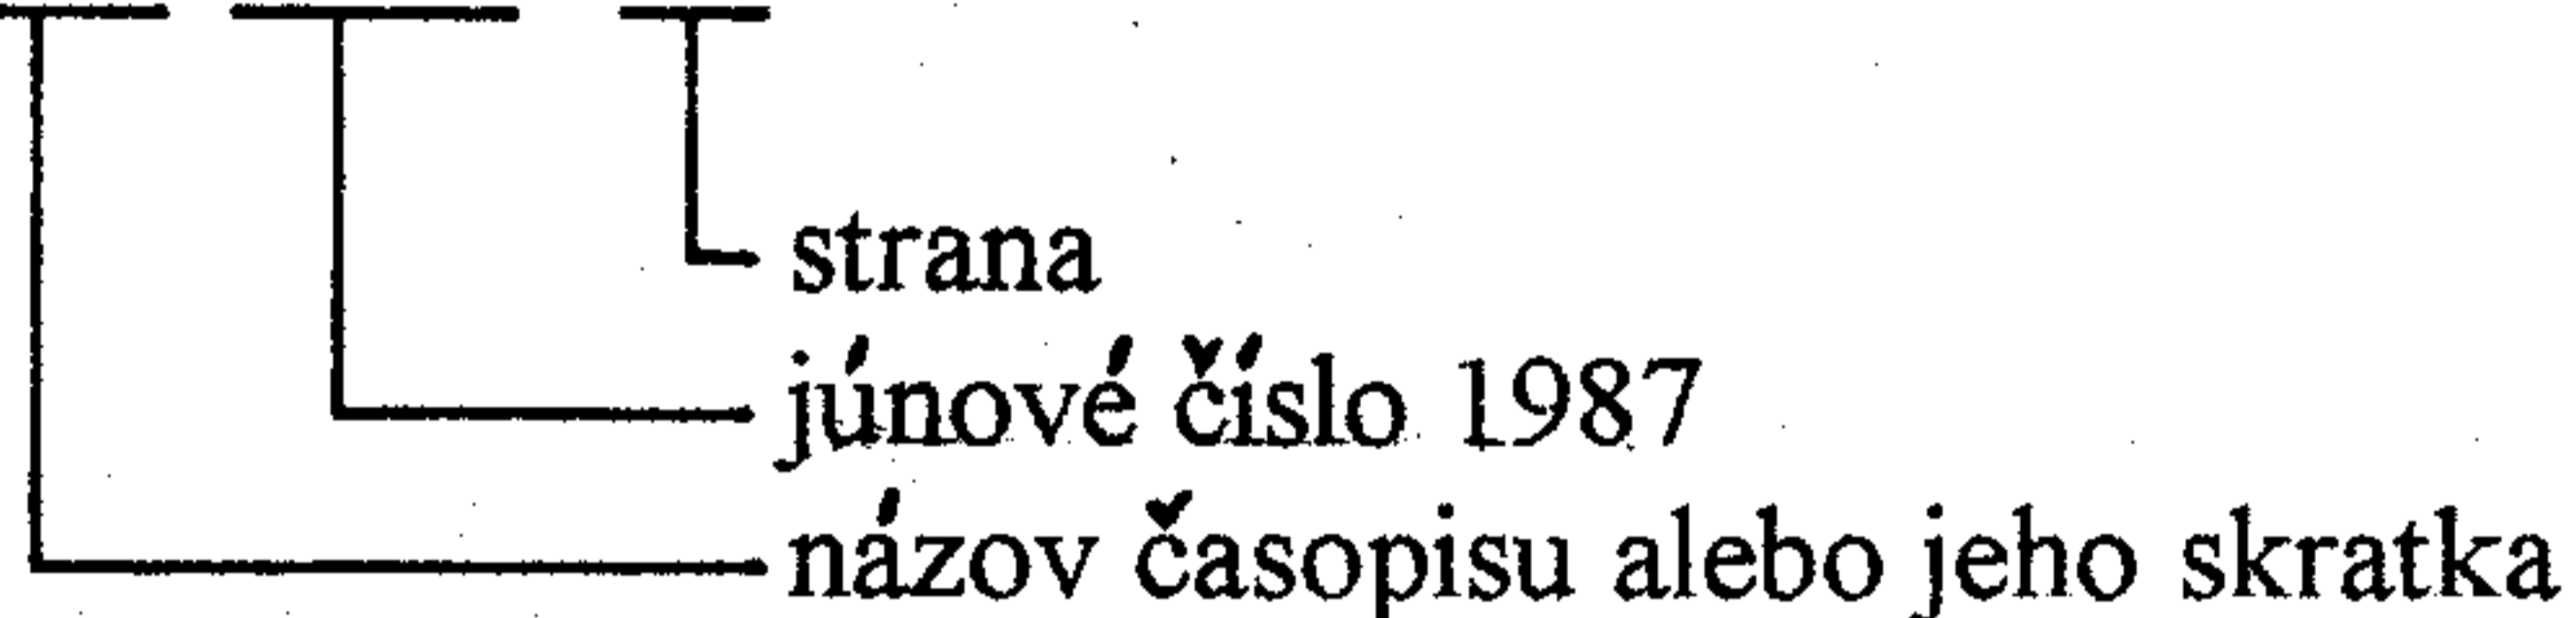 strana
júnové číslo 1987
názov časopisu alebo jeho skratka